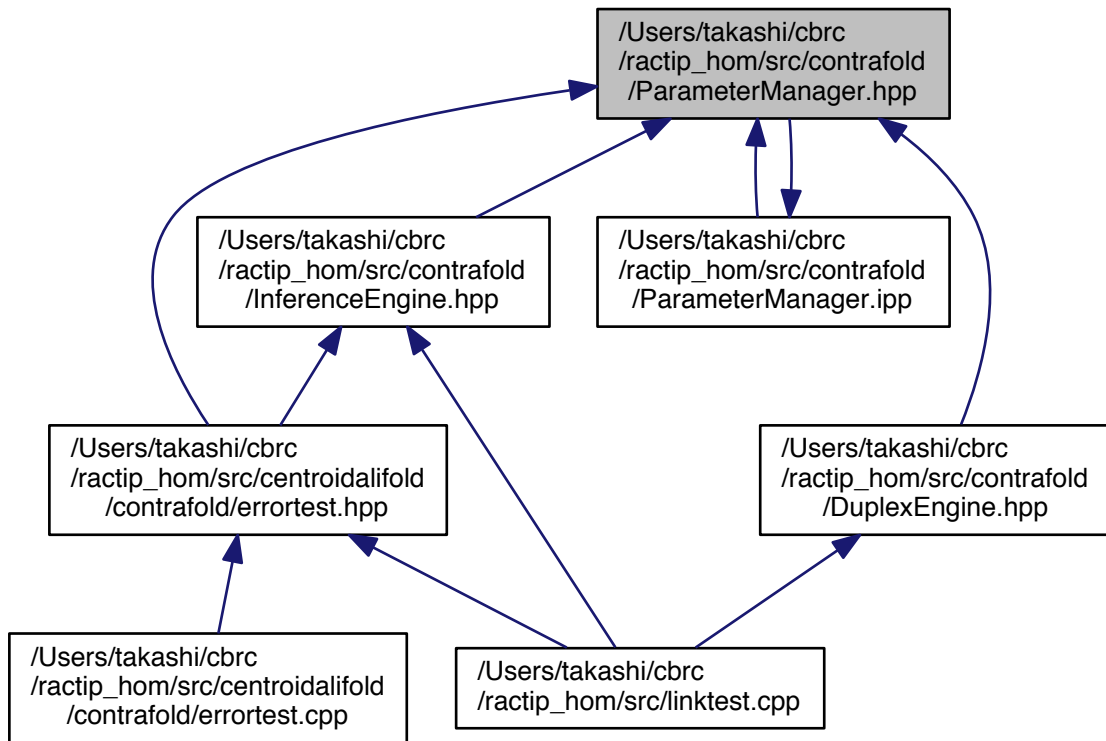 /Users/takashi/cbrc
/ractip_hom/src/contrafold
/ParameterManager.hpp
/Users/takashi/cbrc
/ractip_hom/src/contrafold
/InferenceEngine.hpp
/Users/takashi/cbrc
/ractip_hom/src/contrafold
/ParameterManager.ipp
/Users/takashi/cbrc
/ractip_hom/src/centroidalifold
/contrafold/errortest.hpp
/Users/takashi/cbrc
/ractip_hom/src/contrafold
/DuplexEngine.hpp
/Users/takashi/cbrc
/ractip_hom/src/centroidalifold
/contrafold/errortest.cpp
/Users/takashi/cbrc
/ractip_hom/src/linktest.cpp